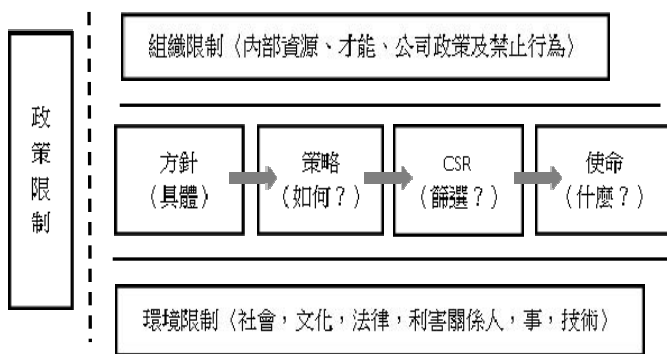 組織限制〈內部資源、才能、公司政策及禁止行為〉
政策限制
方針
(具體)
策略
(如何？)
CSR
(篩選？)
使命
(什麼？)
環境限制〈社會，文化，法律，利害關係人，事，技術〉